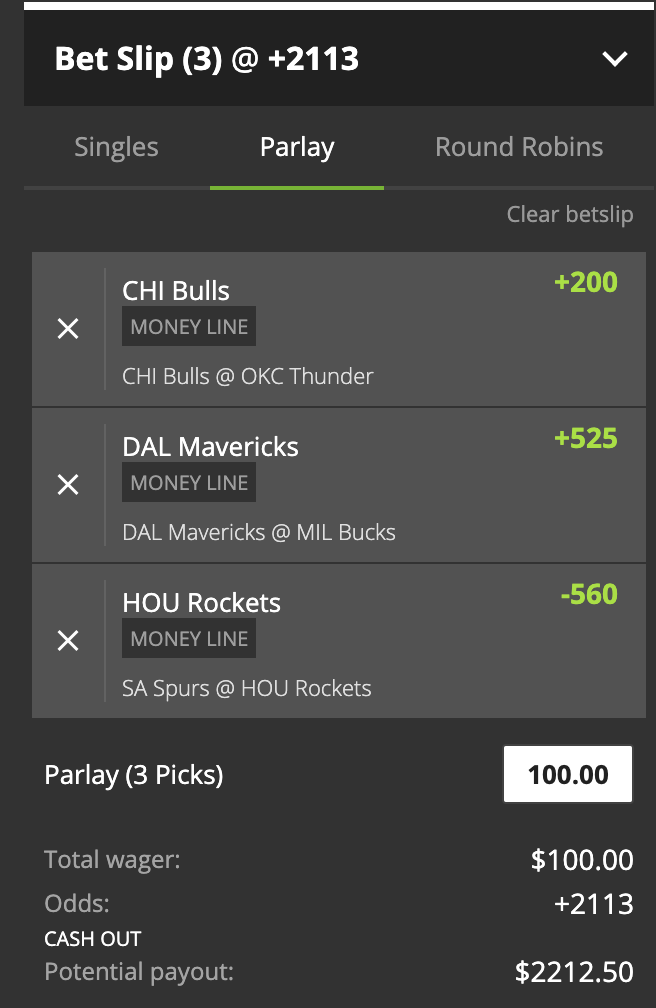 Bet Slip (3) @ +2113
Singles Parlay Round Robins
Clear betslip
CHI Bulls +200
MONEY LINE
CHI Bulls @ OKC Thunder
DAL Mavericks +525
MONEY LINE
DAL Mavericks @ MIL Bucks
HOU Rockets -560
MONEY LINE
SA Spurs @ HOU Rockets
Parlay (3 Picks) 100.00
Total wager: $100.00
Odds: +2113
CASH OUT
Potential payout: $2212.50